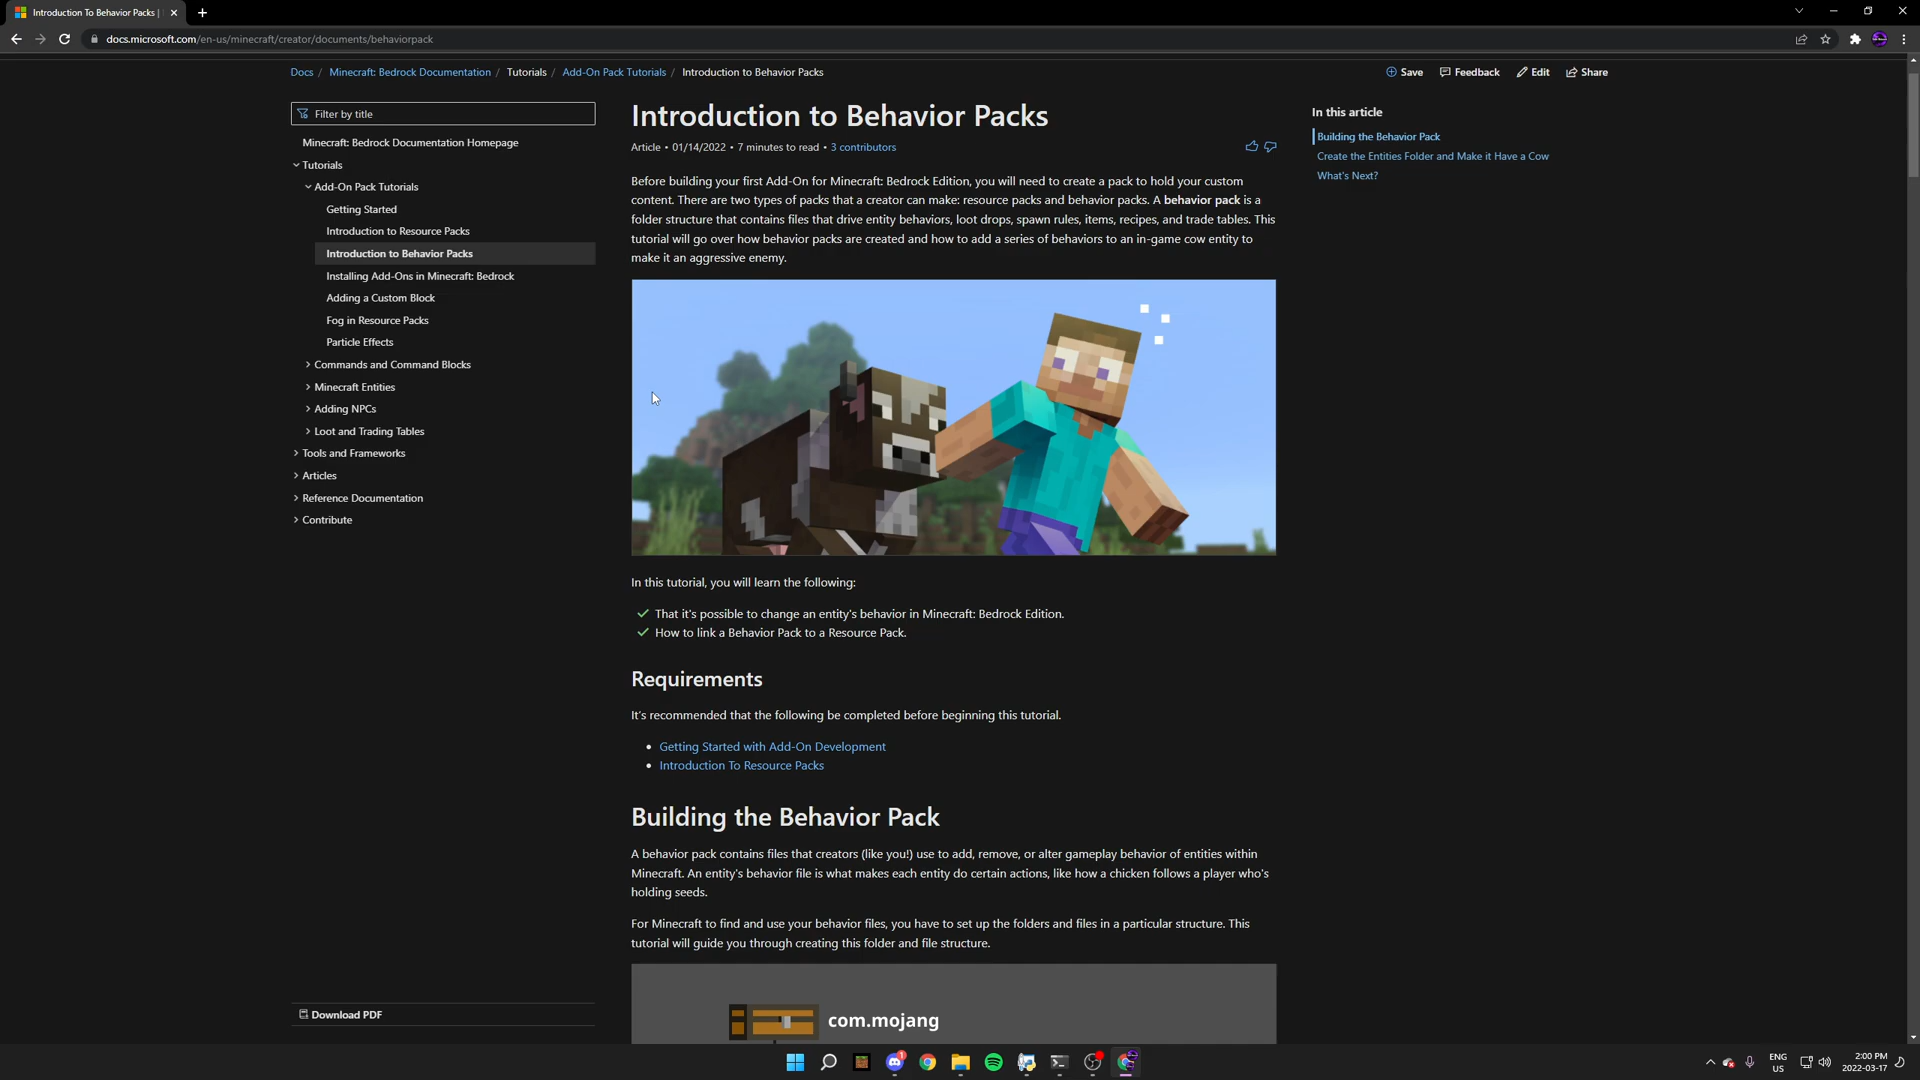 Introduction To Behavior Packs |
docs.microsoft.com/en-us/minecraft/creator/documents/behaviorpack
Docs / Minecraft: Bedrock Documentation / Tutorials / Add-On Pack Tutorials / Introduction to Behavior Packs
Save Feedback Edit Share
Filter by title
Minecraft: Bedrock Documentation Homepage
Tutorials
Add-On Pack Tutorials
Getting Started
Introduction to Resource Packs
Introduction to Behavior Packs
Installing Add-Ons in Minecraft: Bedrock
Adding a Custom Block
Fog in Resource Packs
Particle Effects
Commands and Command Blocks
Minecraft Entities
Adding NPCs
Loot and Trading Tables
Tools and Frameworks
Articles
Reference Documentation
Contribute
Download PDF
Introduction to Behavior Packs
Article • 01/14/2022 • 7 minutes to read • 3 contributors
Before building your first Add-On for Minecraft: Bedrock Edition, you will need to create a pack to hold your custom
content. There are two types of packs that a creator can make: resource packs and behavior packs. A behavior pack is a
folder structure that contains files that drive entity behaviors, loot drops, spawn rules, items, recipes, and trade tables. This
tutorial will go over how behavior packs are created and how to add a series of behaviors to an in-game cow entity to
make it an aggressive enemy.
In this tutorial, you will learn the following:
That it's possible to change an entity's behavior in Minecraft: Bedrock Edition.
How to link a Behavior Pack to a Resource Pack.
Requirements
It's recommended that the following be completed before beginning this tutorial.
• Getting Started with Add-On Development
• Introduction To Resource Packs
Building the Behavior Pack
A behavior pack contains files that creators (like you!) use to add, remove, or alter gameplay behavior of entities within
Minecraft. An entity's behavior file is what makes each entity do certain actions, like how a chicken follows a player who's
holding seeds.
For Minecraft to find and use your behavior files, you have to set up the folders and files in a particular structure. This
tutorial will guide you through creating this folder and file structure.
com.mojang
In this article
Building the Behavior Pack
Create the Entities Folder and Make it Have a Cow
What's Next?
1
ENG
US
2:00 PM
2022-03-17